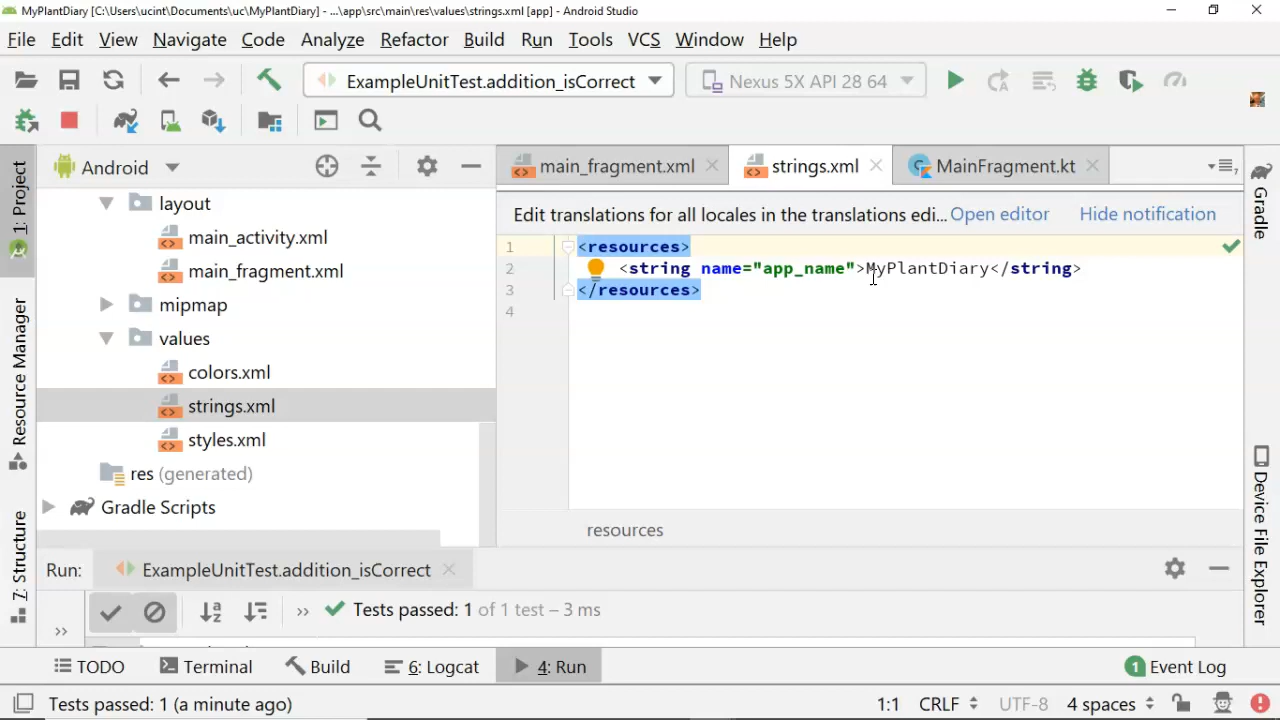 MyPlantDiary [C:\Users\ucint\Documents\uc\MyPlantDiary] - ...\app\src\main\res\values\strings.xml [app] - Android Studio
File Edit View Navigate Code Analyze Refactor Build Run Tools VCS Window Help
ExampleUnitTest.addition_isCorrect Nexus 5X API 28 64
Android
main_fragment.xml strings.xml MainFragment.kt
1: Project
Resource Manager
7: Structure
layout
main_activity.xml
main_fragment.xml
mipmap
values
colors.xml
strings.xml
styles.xml
res (generated)
Gradle Scripts
Edit translations for all locales in the translations edi... Open editor Hide notification
1 <resources>
2 <string name="app_name">MyPlantDiary</string>
3 </resources>
4
resources
Gradle
Device File Explorer
Run: ExampleUnitTest.addition_isCorrect
>> >> Tests passed: 1 of 1 test – 3 ms
TODO Terminal Build 6: Logcat 4: Run 1 Event Log
Tests passed: 1 (a minute ago) 1:1 CRLF UTF-8 4 spaces